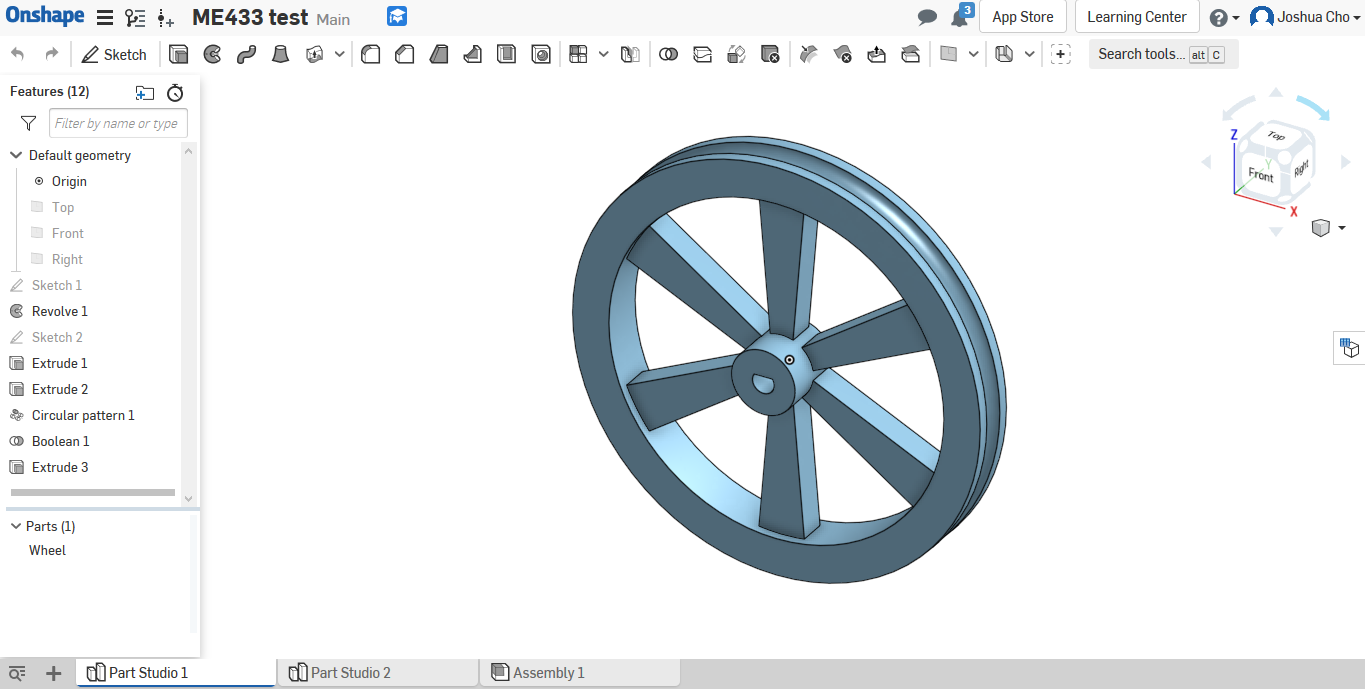 Onshape ME433 test Main 3 App Store Learning Center ? Joshua Cho
Sketch Search tools... alt C
Features (12)
Filter by name or type
Default geometry
Origin
Top
Front
Right
Sketch 1
Revolve 1
Sketch 2
Extrude 1
Extrude 2
Circular pattern 1
Boolean 1
Extrude 3
Parts (1)
Wheel
Z
Top
Y
Front
Right
X
Part Studio 1 Part Studio 2 Assembly 1